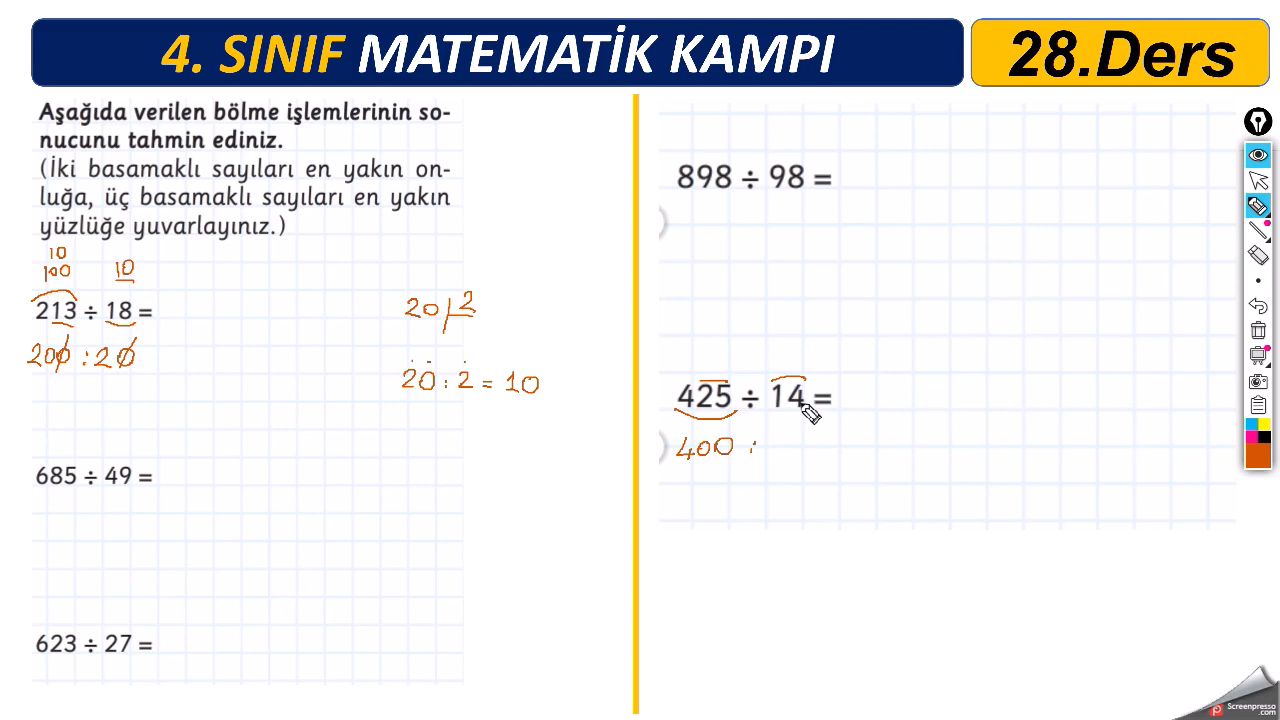 4. SINIF MATEMATİK KAMPI
28.Ders
Aşağıda verilen bölme işlemlerinin so-
nucunu tahmin ediniz.
(İki basamaklı sayıları en yakın on-
luğa, üç basamaklı sayıları en yakın
yüzlüğe yuvarlayınız.)
10
100 10
213 ÷ 18 =
200 : 20
20 2
20 : 2 = 10
685 ÷ 49 =
623 ÷ 27 =
898 ÷ 98 =
425 ÷ 14 =
400 :
Screenpresso
.com